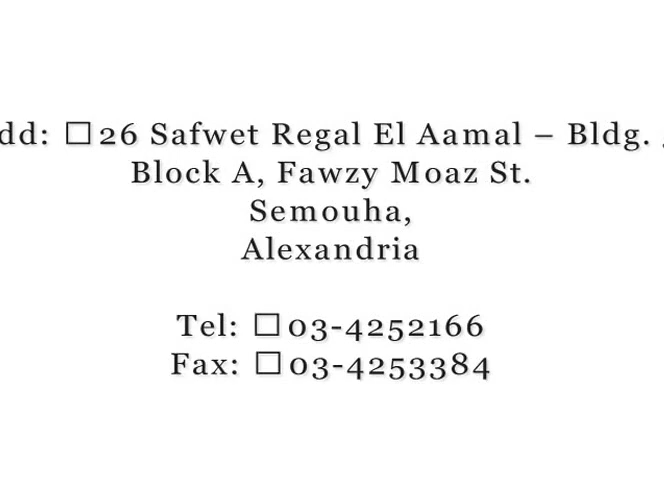 dd: □26 Safwet Regal El Aamal – Bldg.
Block A, Fawzy Moaz St.
Semouha,
Alexandria
Tel: □03-4252166
Fax: □03-4253384